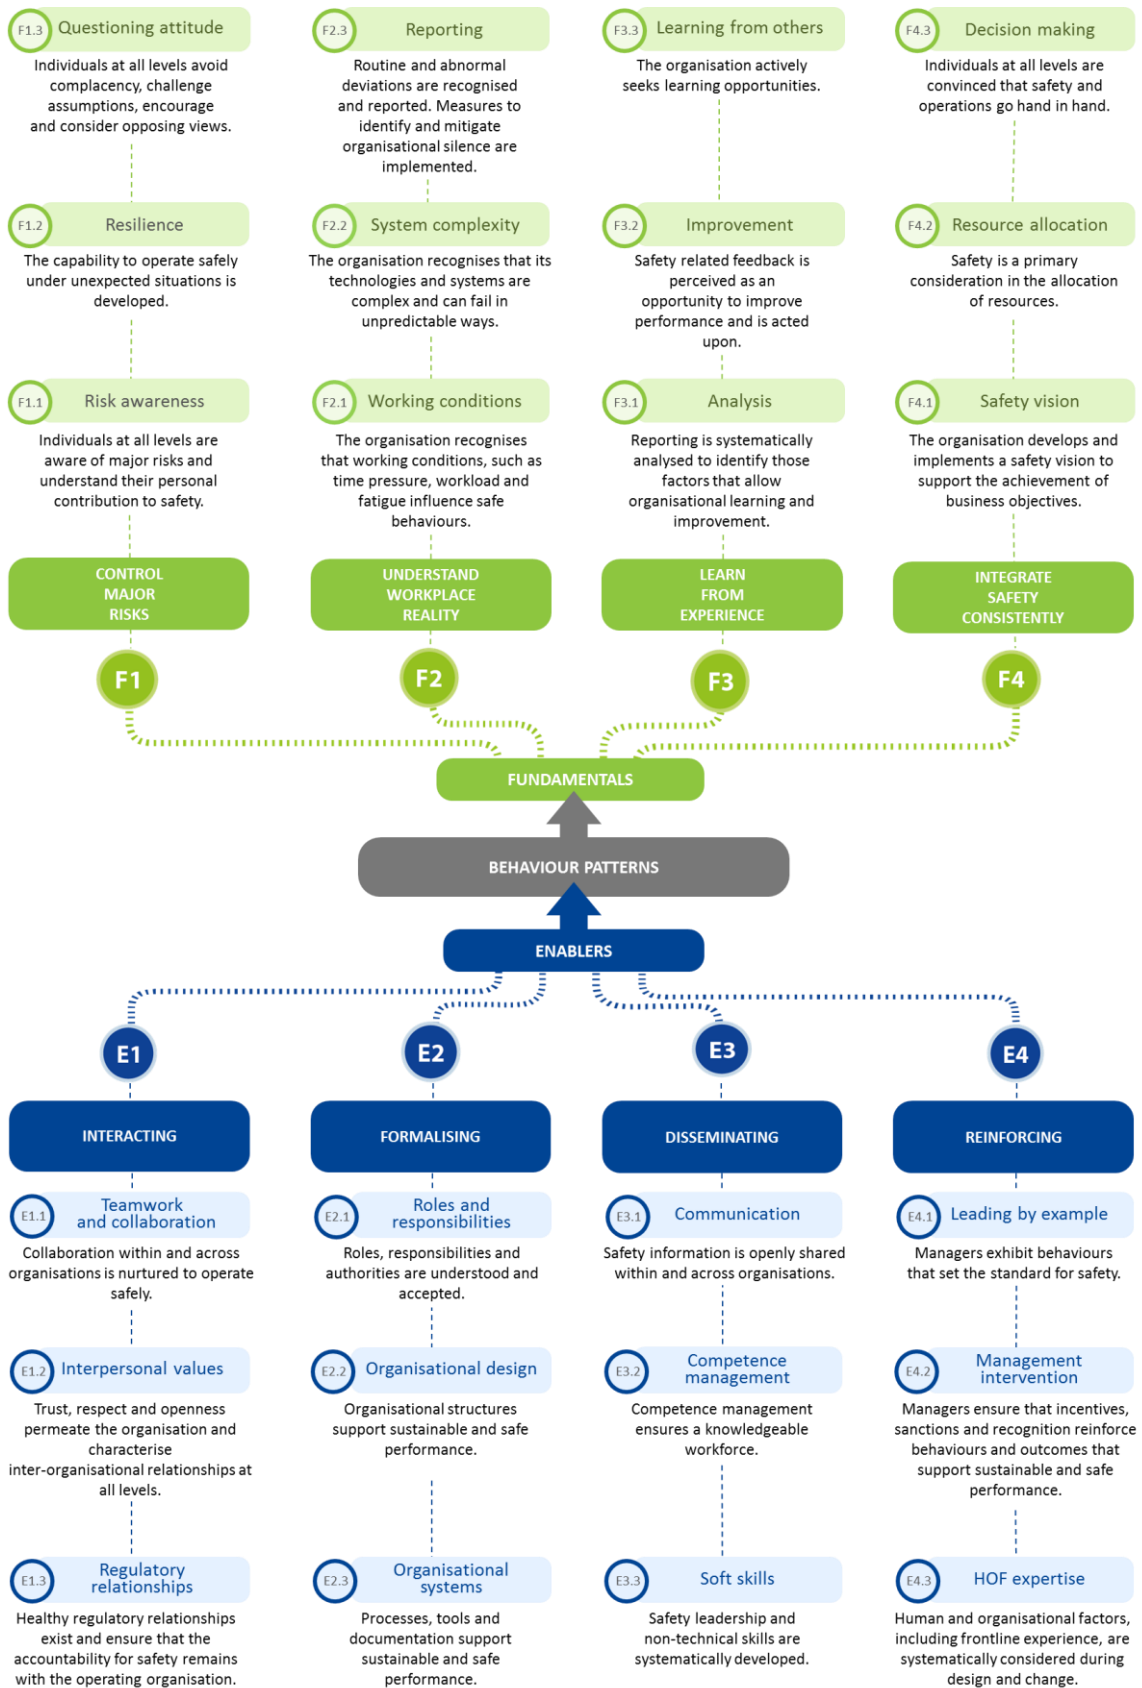 F1.3 Questioning attitude
Individuals at all levels avoid
complacency, challenge
assumptions, encourage
and consider opposing views.
F2.3 Reporting
Routine and abnormal
deviations are recognised
and reported. Measures to
identify and mitigate
organisational silence are
implemented.
F3.3 Learning from others
The organisation actively
seeks learning opportunities.
F4.3 Decision making
Individuals at all levels are
convinced that safety and
operations go hand in hand.
F1.2 Resilience
The capability to operate safely
under unexpected situations is
developed.
F2.2 System complexity
The organisation recognises that its
technologies and systems are
complex and can fail in
unpredictable ways.
F3.2 Improvement
Safety related feedback is
perceived as an
opportunity to improve
performance and is acted
upon.
F4.2 Resource allocation
Safety is a primary
consideration in the allocation
of resources.
F1.1 Risk awareness
Individuals at all levels are
aware of major risks and
understand their personal
contribution to safety.
F2.1 Working conditions
The organisation recognises
that working conditions, such as
time pressure, workload and
fatigue influence safe
behaviours.
F3.1 Analysis
Reporting is systematically
analysed to identify those
factors that allow
organisational learning and
improvement.
F4.1 Safety vision
The organisation develops and
implements a safety vision to
support the achievement of
business objectives.
CONTROL
MAJOR
RISKS
UNDERSTAND
WORKPLACE
REALITY
LEARN
FROM
EXPERIENCE
INTEGRATE
SAFETY
CONSISTENTLY
F1
F2
F3
F4
FUNDAMENTALS
BEHAVIOUR PATTERNS
ENABLERS
E1
E2
E3
E4
INTERACTING
FORMALISING
DISSEMINATING
REINFORCING
E1.1 Teamwork
and collaboration
Collaboration within and across
organisations is nurtured to operate
safely.
E2.1 Roles and
responsibilities
Roles, responsibilities and
authorities are understood and
accepted.
E3.1 Communication
Safety information is openly shared
within and across organisations.
E4.1 Leading by example
Managers exhibit behaviours
that set the standard for safety.
E1.2 Interpersonal values
Trust, respect and openness
permeate the organisation and
characterise
inter-organisational relationships at
all levels.
E2.2 Organisational design
Organisational structures
support sustainable and safe
performance.
E3.2 Competence
management
Competence management
ensures a knowledgeable
workforce.
E4.2 Management
intervention
Managers ensure that incentives,
sanctions and recognition reinforce
behaviours and outcomes that
support sustainable and safe
performance.
E1.3 Regulatory
relationships
Healthy regulatory relationships
exist and ensure that the
accountability for safety remains
with the operating organisation.
E2.3 Organisational
systems
Processes, tools and
documentation support
sustainable and safe
performance.
E3.3 Soft skills
Safety leadership and
non-technical skills are
systematically developed.
E4.3 HOF expertise
Human and organisational factors,
including frontline experience, are
systematically considered during
design and change.